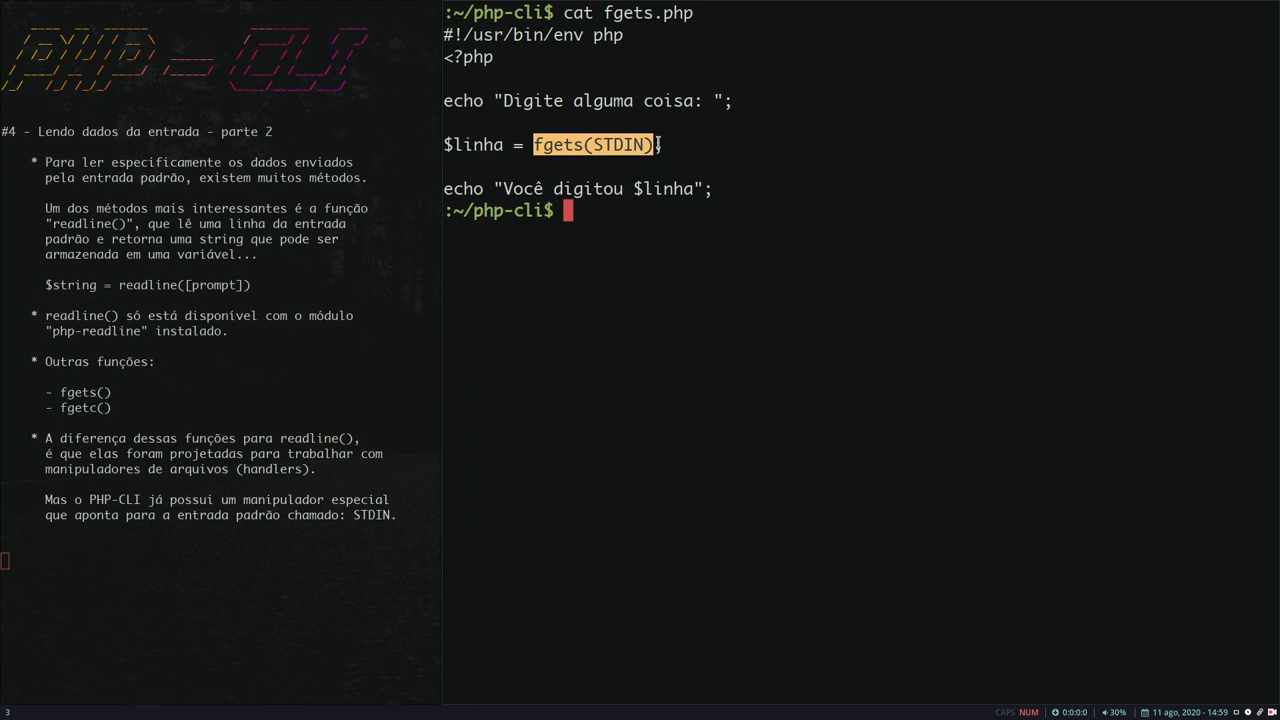 PHP-CLI
#4 - Lendo dados da entrada - parte 2
* Para ler especificamente os dados enviados
pela entrada padrão, existem muitos métodos.
Um dos métodos mais interessantes é a função
"readline()", que lê uma linha da entrada
padrão e retorna uma string que pode ser
armazenada em uma variável...
$string = readline([prompt])
* readline() só está disponível com o módulo
"php-readline" instalado.
* Outras funções:
- fgets()
- fgetc()
* A diferença dessas funções para readline(),
é que elas foram projetadas para trabalhar com
manipuladores de arquivos (handlers).
Mas o PHP-CLI já possui um manipulador especial
que aponta para a entrada padrão chamado: STDIN.
:~/php-cli$ cat fgets.php
#!/usr/bin/env php
<?php
echo "Digite alguma coisa: ";
$linha = fgets(STDIN);
echo "Você digitou $linha";
:~/php-cli$
3
CAPS NUM 0:0:0:0 30% 11 ago, 2020 - 14:59